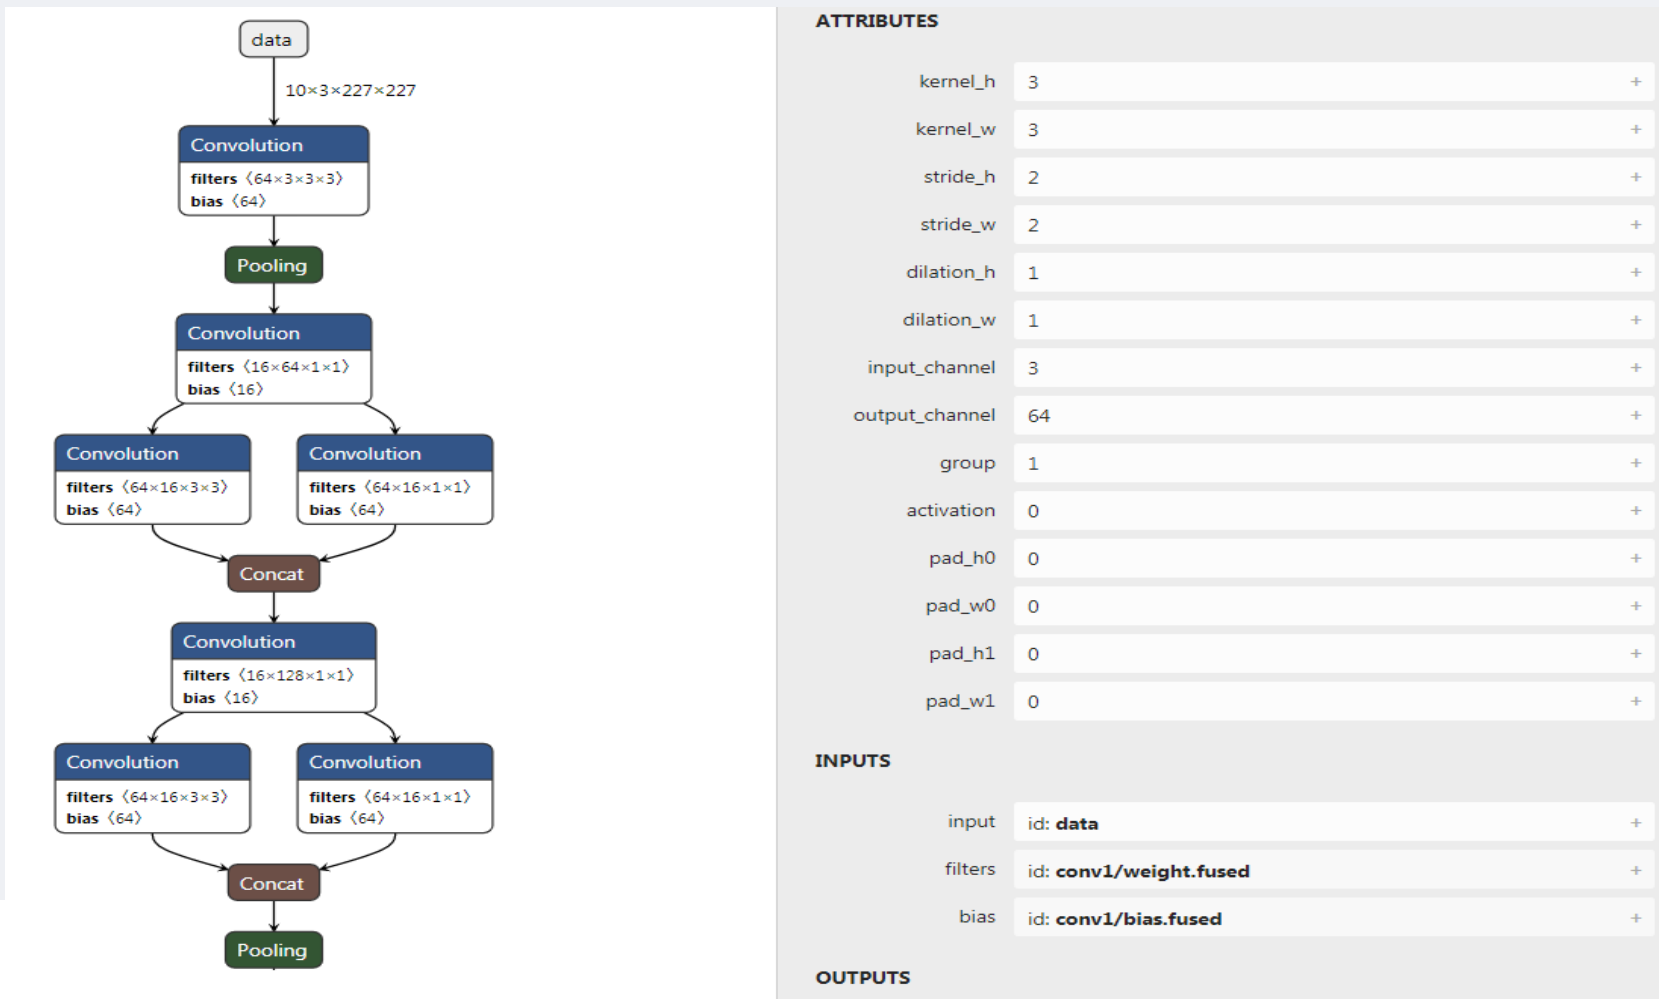 data
10×3×227×227
Convolution
filters 〈64×3×3×3〉
bias 〈64〉
Pooling
Convolution
filters 〈16×64×1×1〉
bias 〈16〉
Convolution
filters 〈64×16×3×3〉
bias 〈64〉
Convolution
filters 〈64×16×1×1〉
bias 〈64〉
Concat
Convolution
filters 〈16×128×1×1〉
bias 〈16〉
Convolution
filters 〈64×16×3×3〉
bias 〈64〉
Convolution
filters 〈64×16×1×1〉
bias 〈64〉
Concat
Pooling
ATTRIBUTES
kernel_h 3 +
kernel_w 3 +
stride_h 2 +
stride_w 2 +
dilation_h 1 +
dilation_w 1 +
input_channel 3 +
output_channel 64 +
group 1 +
activation 0 +
pad_h0 0 +
pad_w0 0 +
pad_h1 0 +
pad_w1 0 +
INPUTS
input id: data +
filters id: conv1/weight.fused +
bias id: conv1/bias.fused +
OUTPUTS